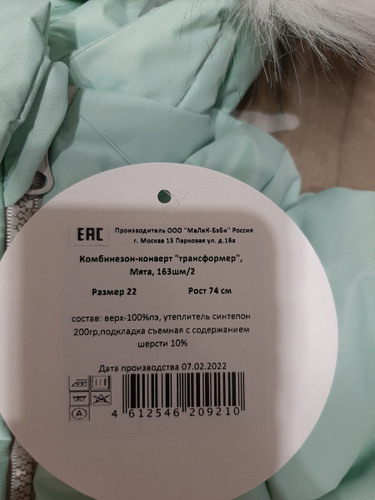 EAC
Производитель ООО "МаЛеК-БэБи" Россия
г. Москва 15 Парковая ул. д.16а
Комбинезон-конверт "трансформер",
Мята, 163шм/2
Размер 22 Рост 74 см
состав: верх-100%пэ, утеплитель синтепон
200гр,подкладка съемная с содержанием
шерсти 10%
Дата производства 07.02.2022
A
4 612546 209210